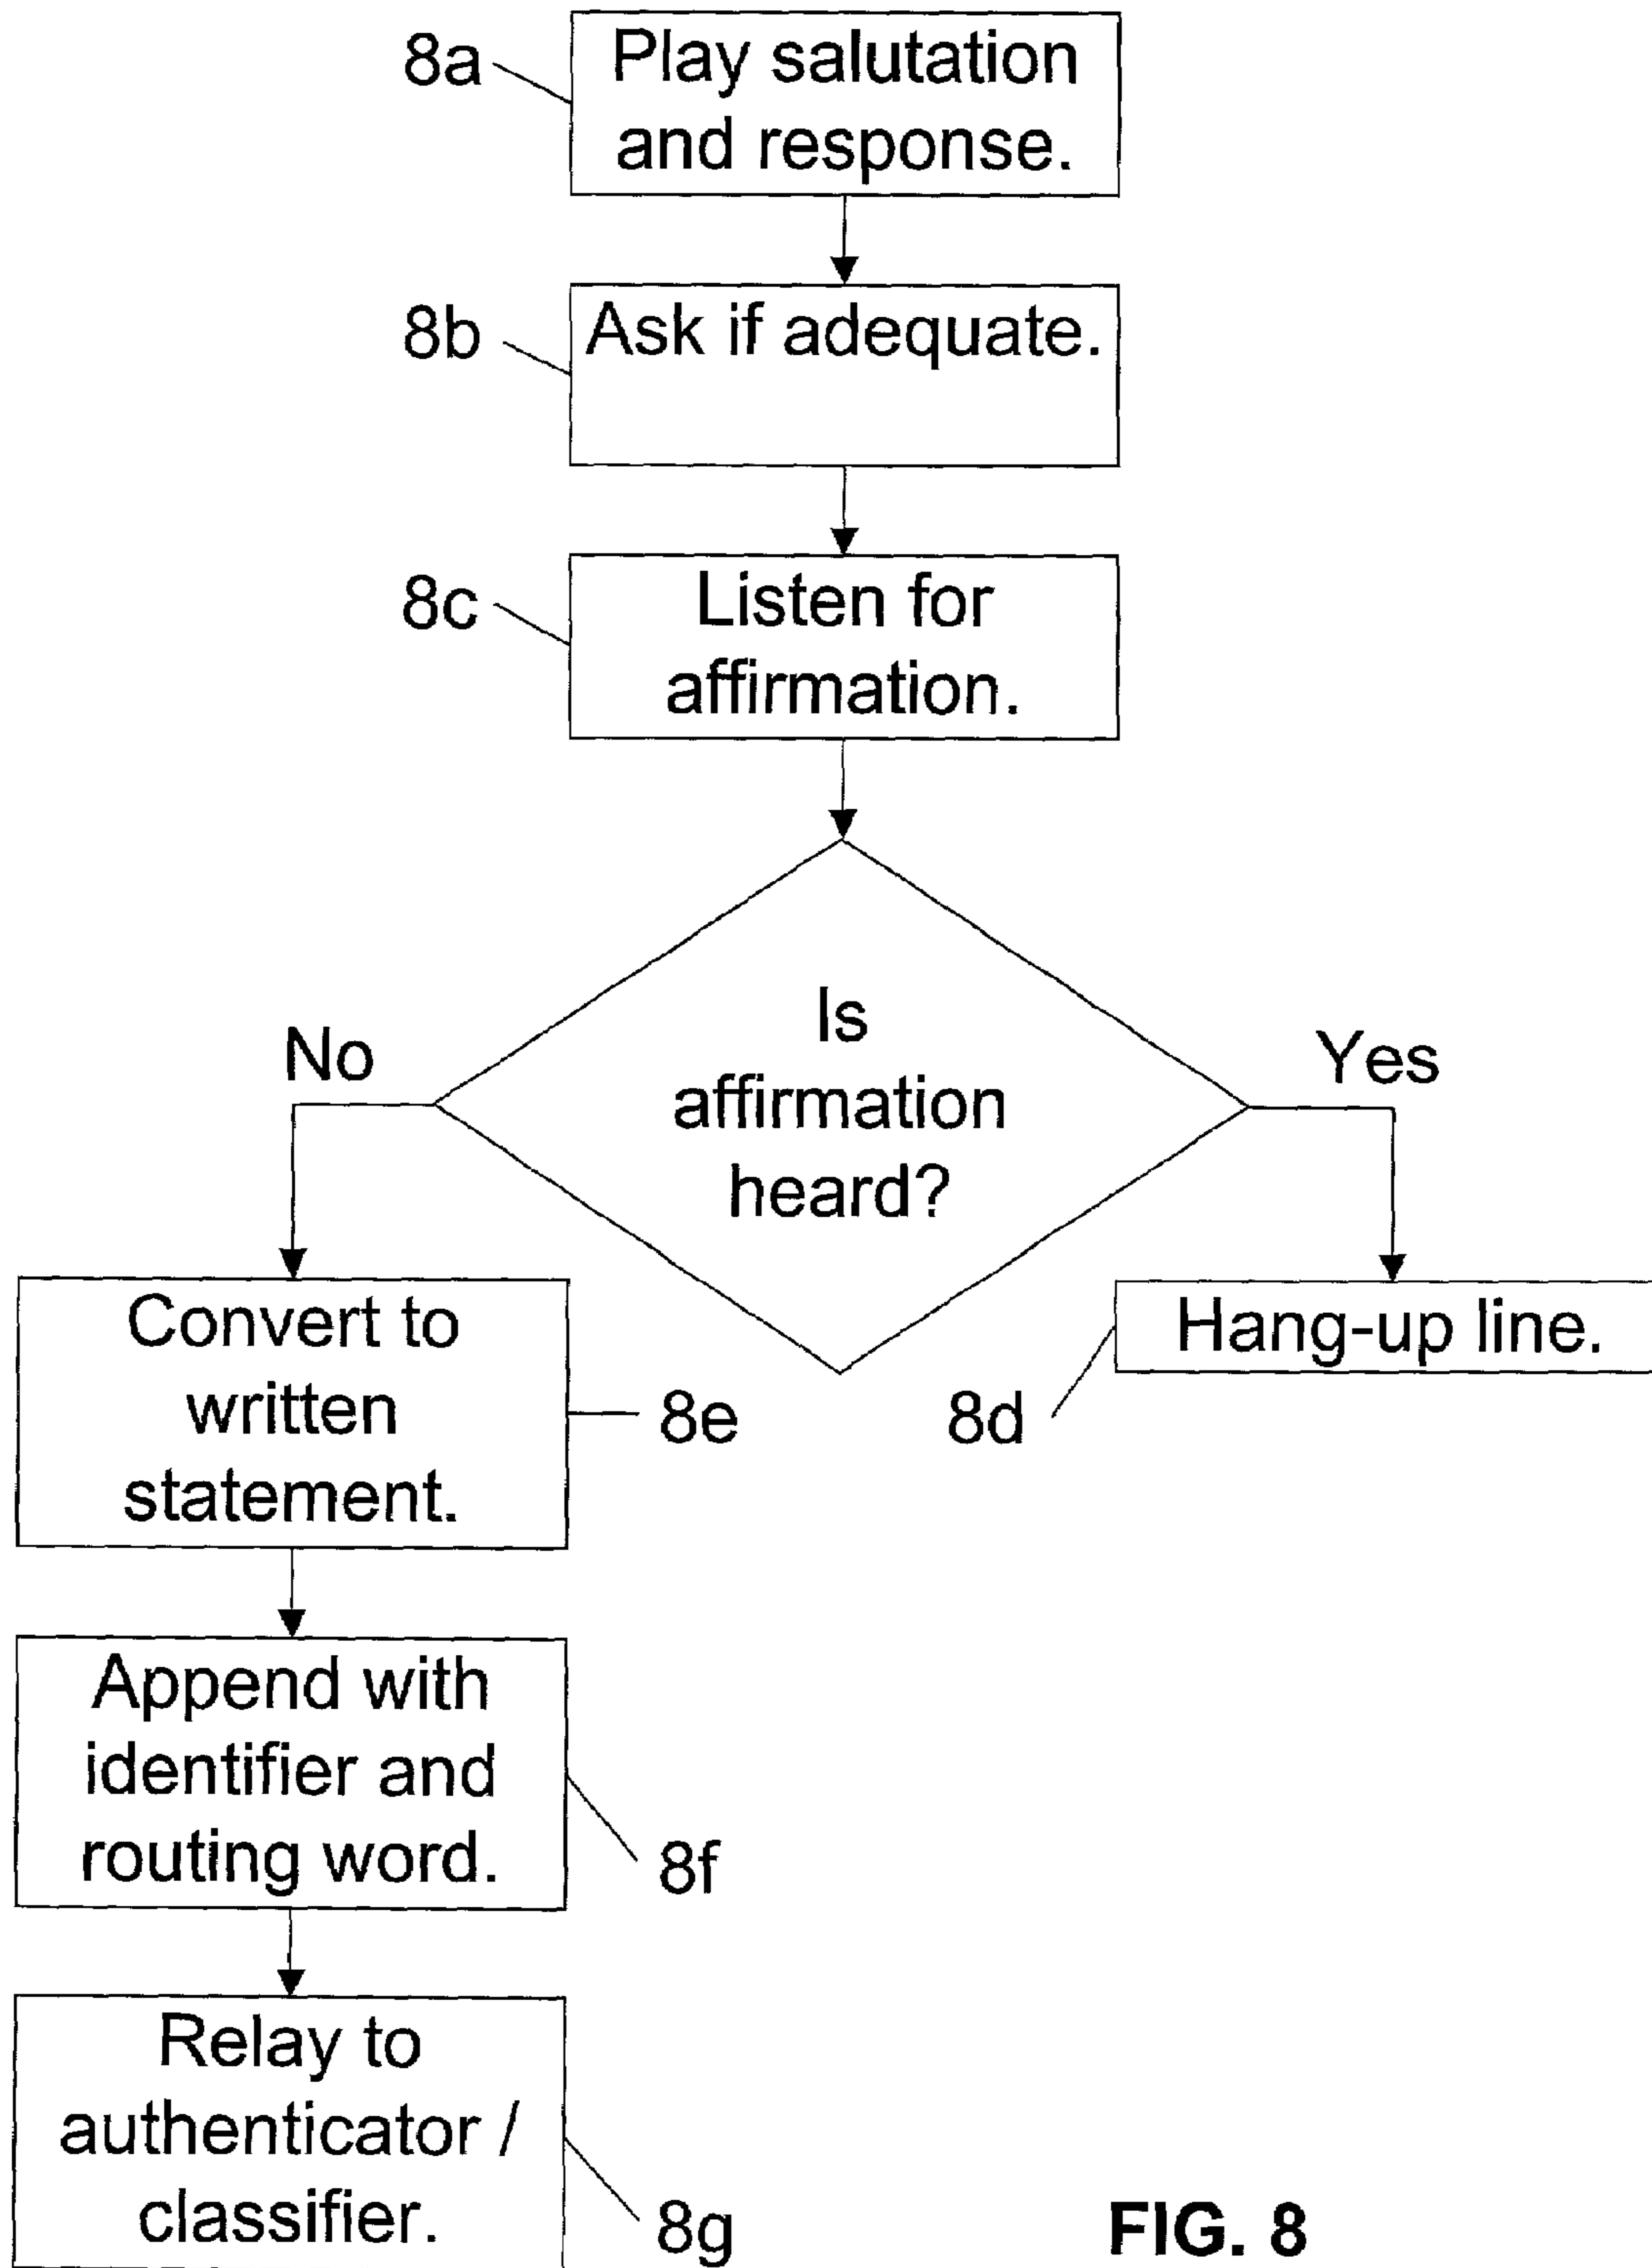 8a
Play salutation
and response.
8b
Ask if adequate.
8c
Listen for
affirmation.
Is
affirmation
heard?
No
Yes
Convert to
written
statement.
8e
8d
Hang-up line.
Append with
identifier and
routing word.
8f
Relay to
authenticator /
classifier.
8g
FIG. 8